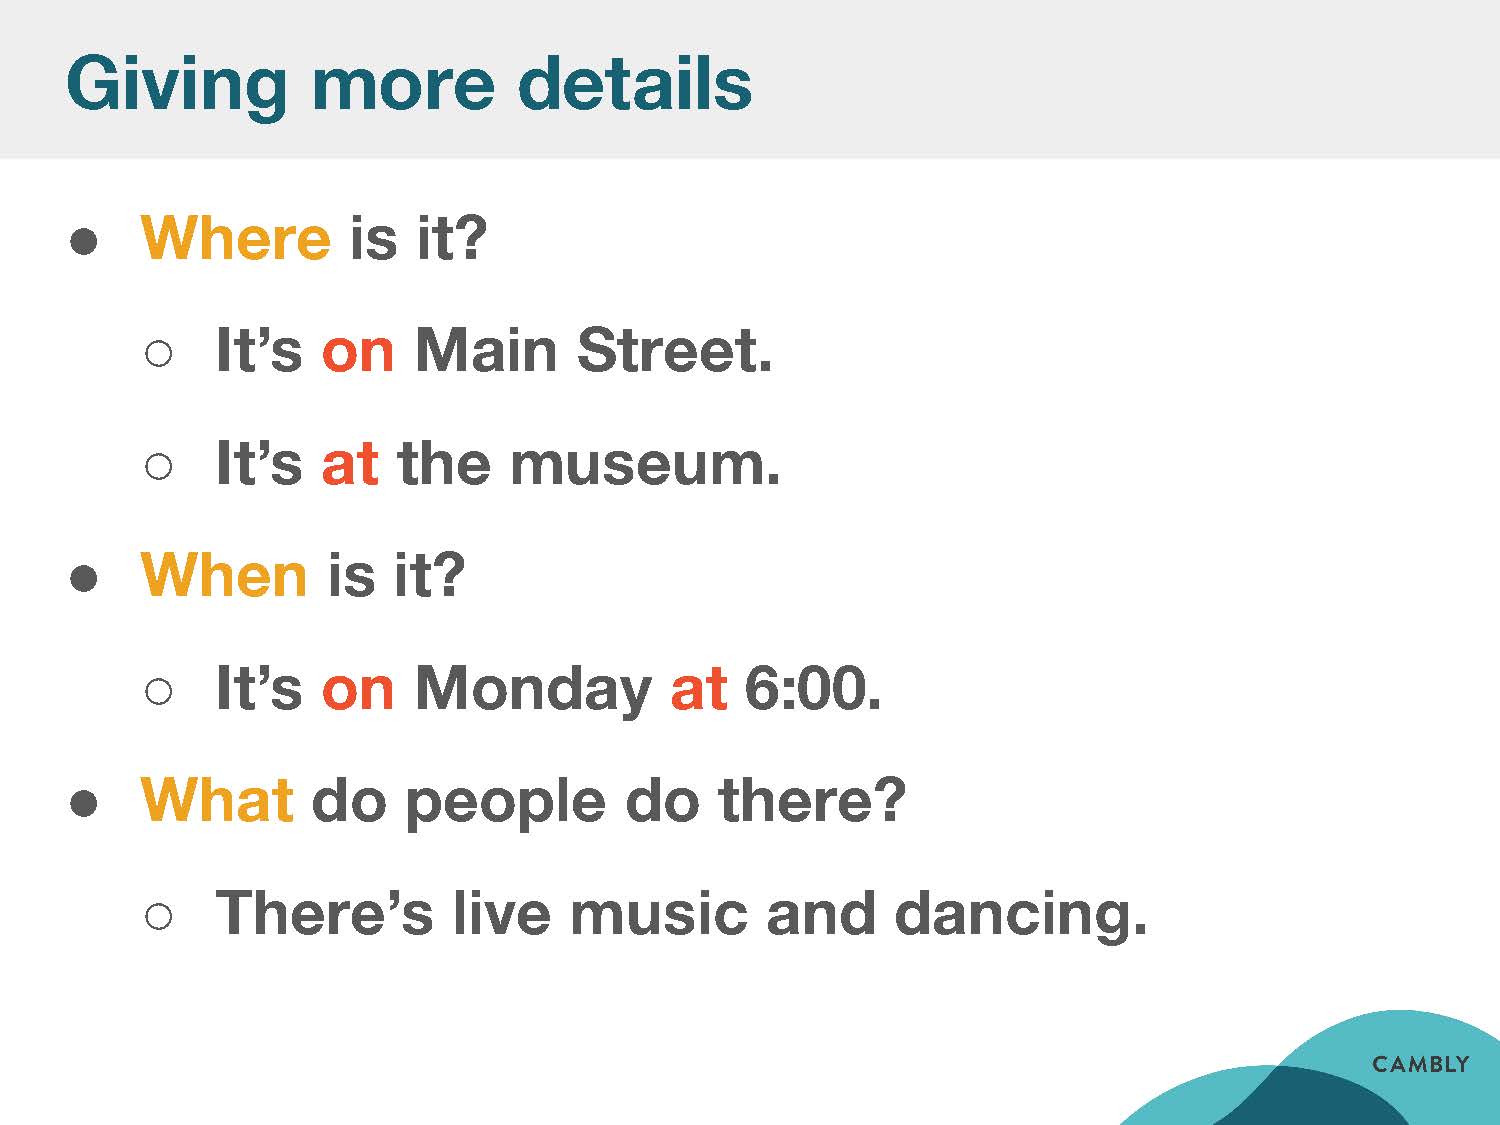 Giving more details
● Where is it?
○ It’s on Main Street.
○ It’s at the museum.
● When is it?
○ It’s on Monday at 6:00.
● What do people do there?
○ There’s live music and dancing.
CAMBLY